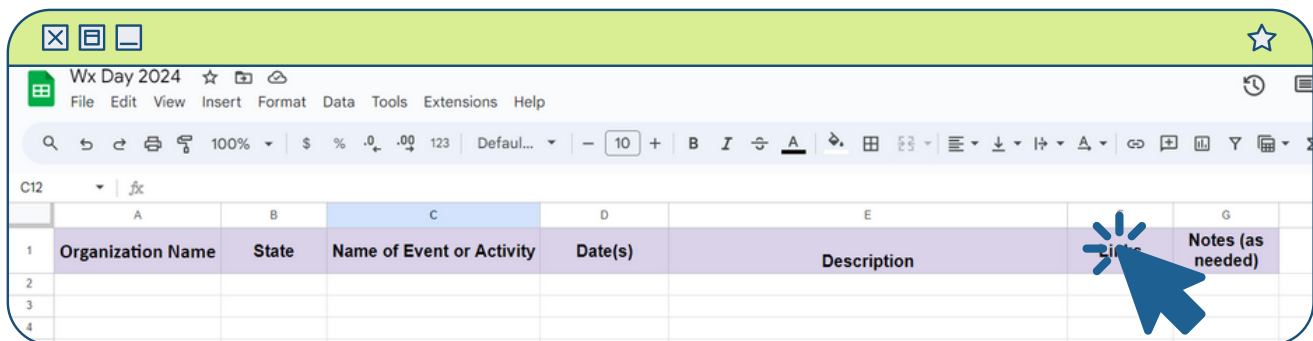 Wx Day 2024
File Edit View Insert Format Data Tools Extensions Help
100% $ % .0 .00 123 Defaul... 10 B I A A
C12 fx
A B C D E G
1 Organization Name State Name of Event or Activity Date(s) Description Links Notes (as
needed)
2
3
4